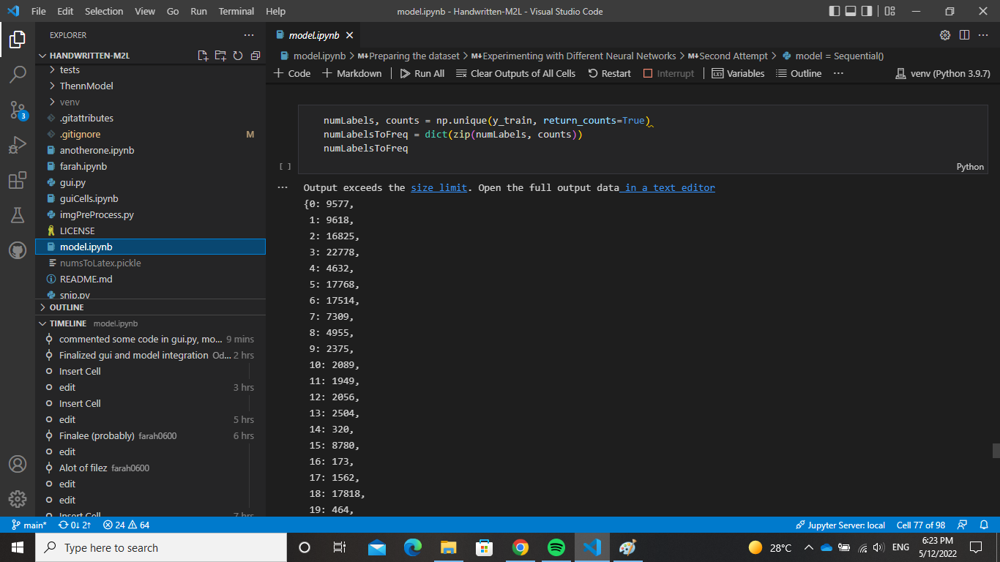 File Edit Selection View Go Run Terminal Help
model.ipynb - Handwritten-M2L - Visual Studio Code
EXPLORER
HANDWRITTEN-M2L
tests
ThennModel
venv
.gitattributes
.gitignore M
anotherone.ipynb
farah.ipynb
gui.py
guiCells.ipynb
imgPreProcess.py
LICENSE
model.ipynb
numsToLatex.pickle
README.md
snip.py
OUTLINE
TIMELINE model.ipynb
commented some code in gui.py, mo... 9 mins
Finalized gui and model integration Od... 2 hrs
Insert Cell
edit 3 hrs
Insert Cell
edit 5 hrs
Finalee (probably) farah0600 6 hrs
edit
Alot of filez farah0600
edit
edit
Insert Cell 7 hrs
model.ipynb
model.ipynb > M↓Preparing the dataset > M↓Experimenting with Different Neural Networks > M↓Second Attempt > model = Sequential()
+ Code + Markdown Run All Clear Outputs of All Cells Restart Interrupt Variables Outline ... venv (Python 3.9.7)
numLabels, counts = np.unique(y_train, return_counts=True)
numLabelsToFreq = dict(zip(numLabels, counts))
numLabelsToFreq
[ ]
Python
... Output exceeds the size limit. Open the full output data in a text editor
{0: 9577,
1: 9618,
2: 16825,
3: 22778,
4: 4632,
5: 17768,
6: 17514,
7: 7309,
8: 4955,
9: 2375,
10: 2089,
11: 1949,
12: 2056,
13: 2504,
14: 320,
15: 8780,
16: 173,
17: 1562,
18: 17818,
19: 464,
3
main* 0↓ 2↑ 24 64
Jupyter Server: local Cell 77 of 98
Type here to search
28°C ENG 6:23 PM
5/12/2022